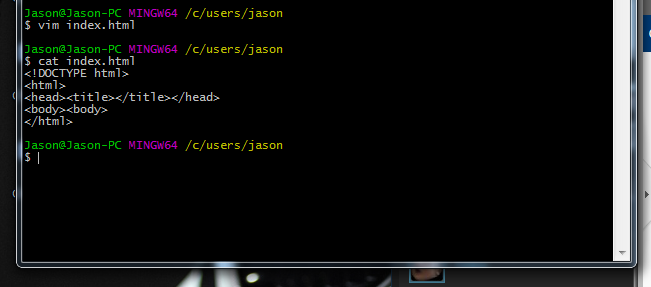 Jason@Jason-PC MINGW64 /c/users/jason
$ vim index.html
Jason@Jason-PC MINGW64 /c/users/jason
$ cat index.html
<!DOCTYPE html>
<html>
<head><title></title></head>
<body><body>
</html>
Jason@Jason-PC MINGW64 /c/users/jason
$